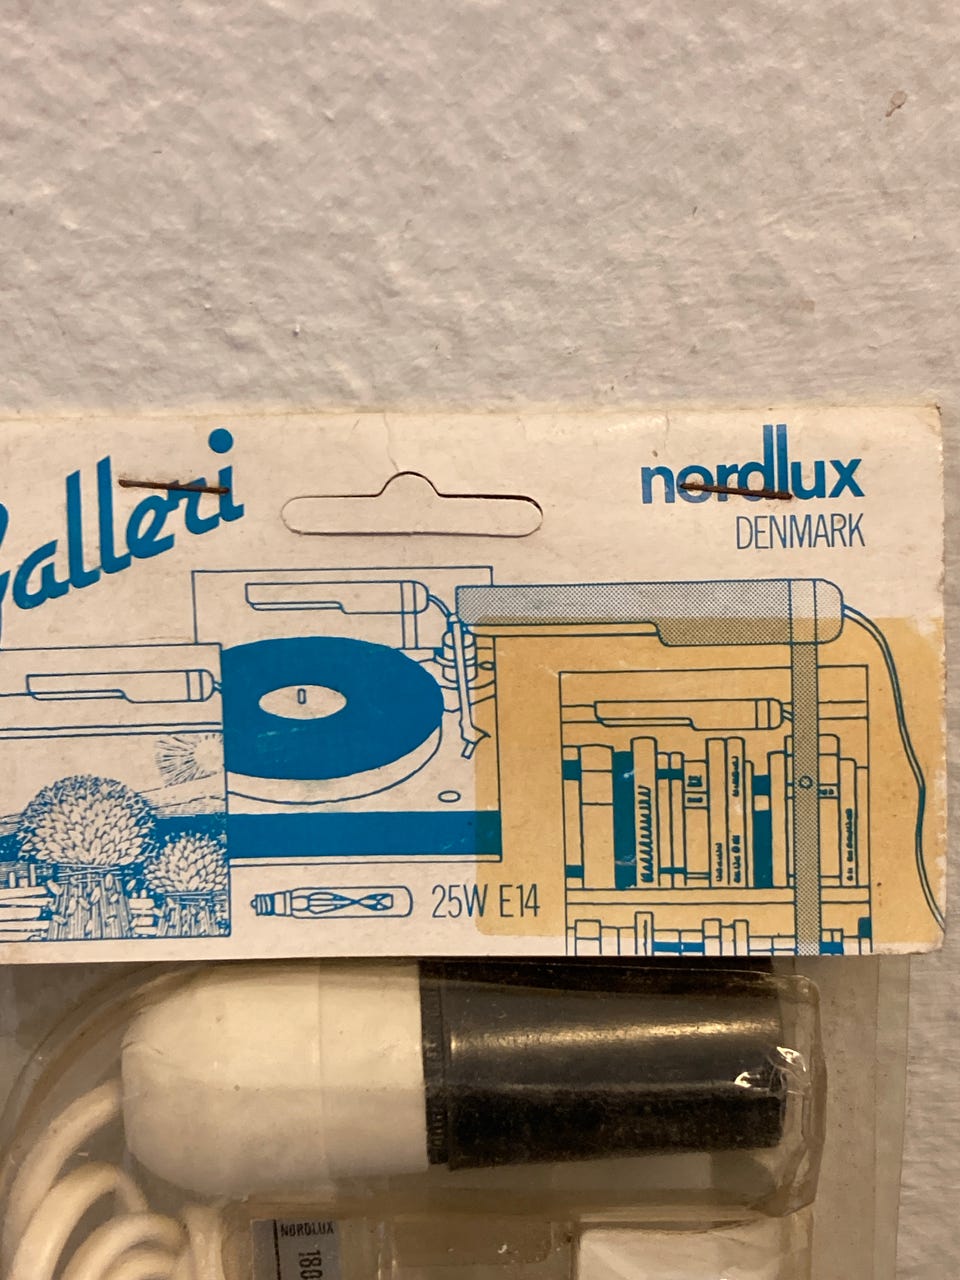 Galleri
nordlux
DENMARK
25W E14
NORDLUX